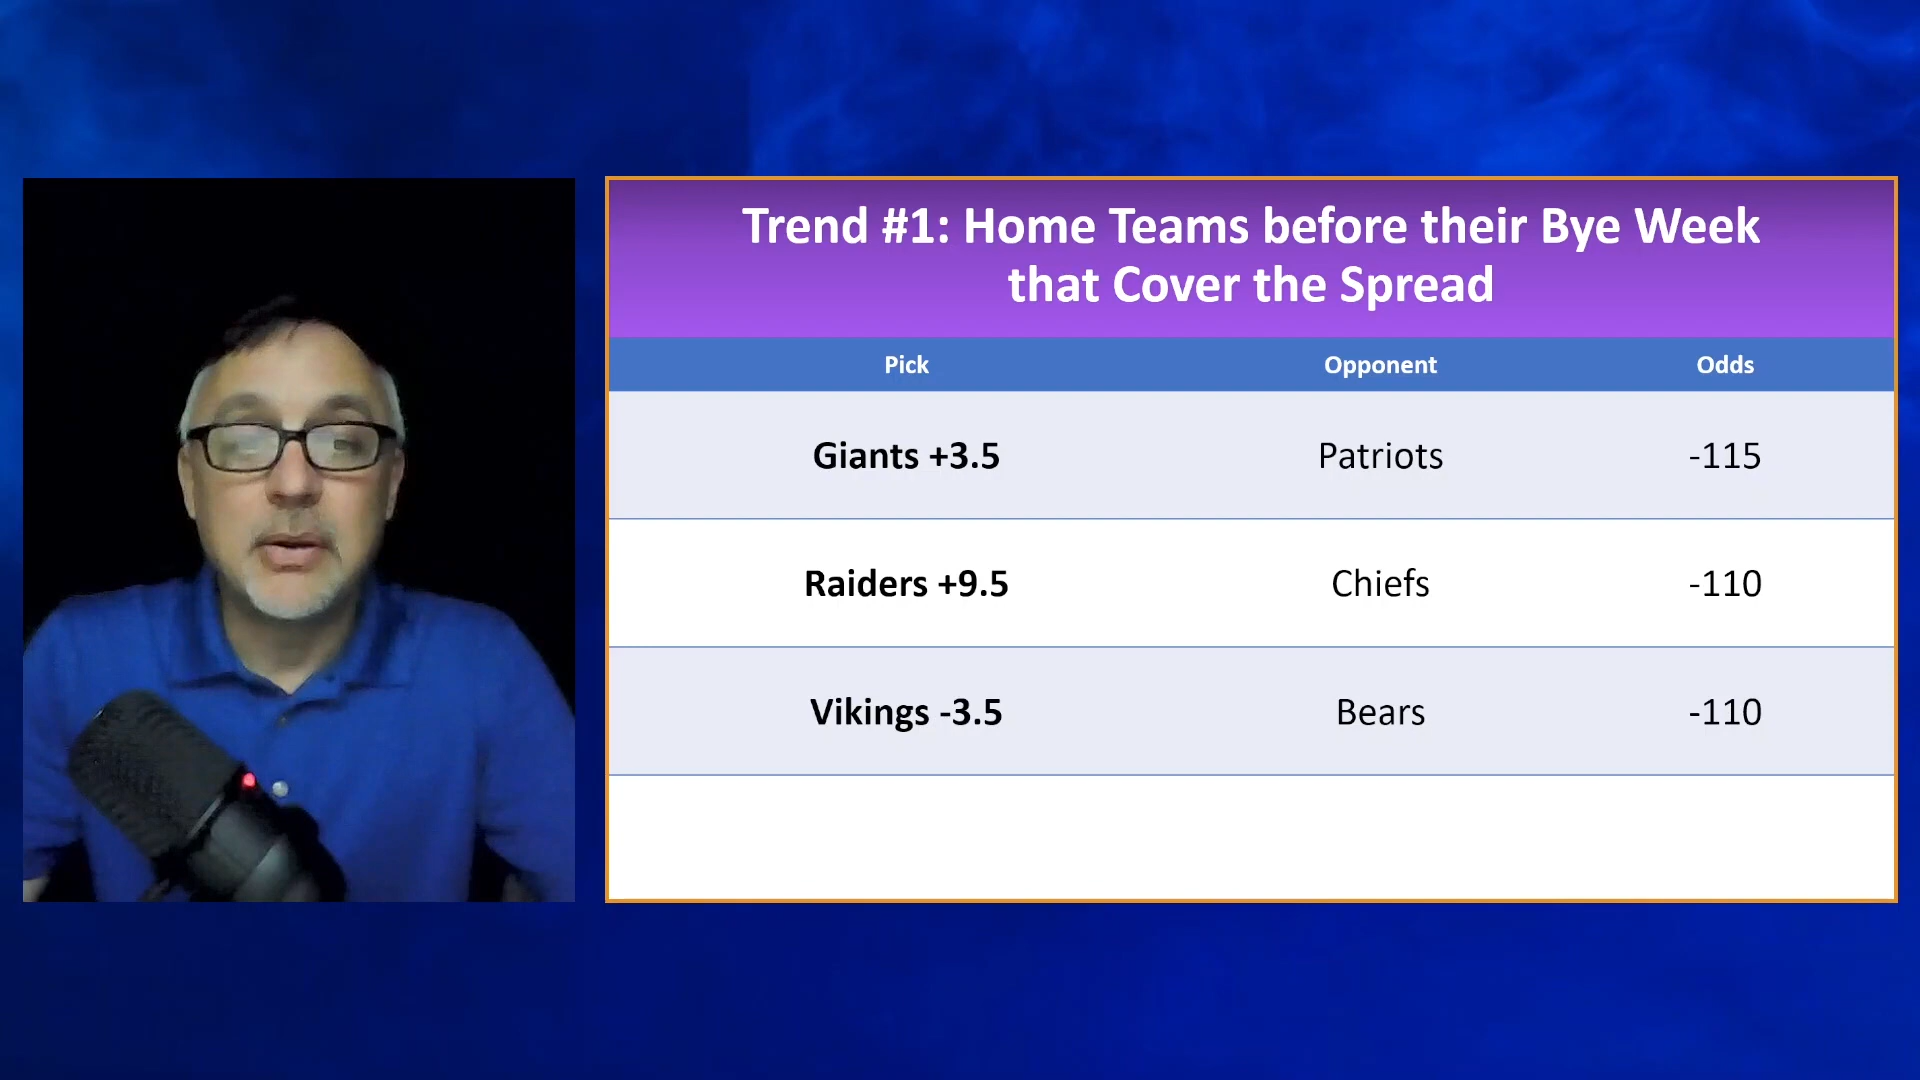 Trend #1: Home Teams before their Bye Week
that Cover the Spread
Pick Opponent Odds
Giants +3.5 Patriots -115
Raiders +9.5 Chiefs -110
Vikings -3.5 Bears -110